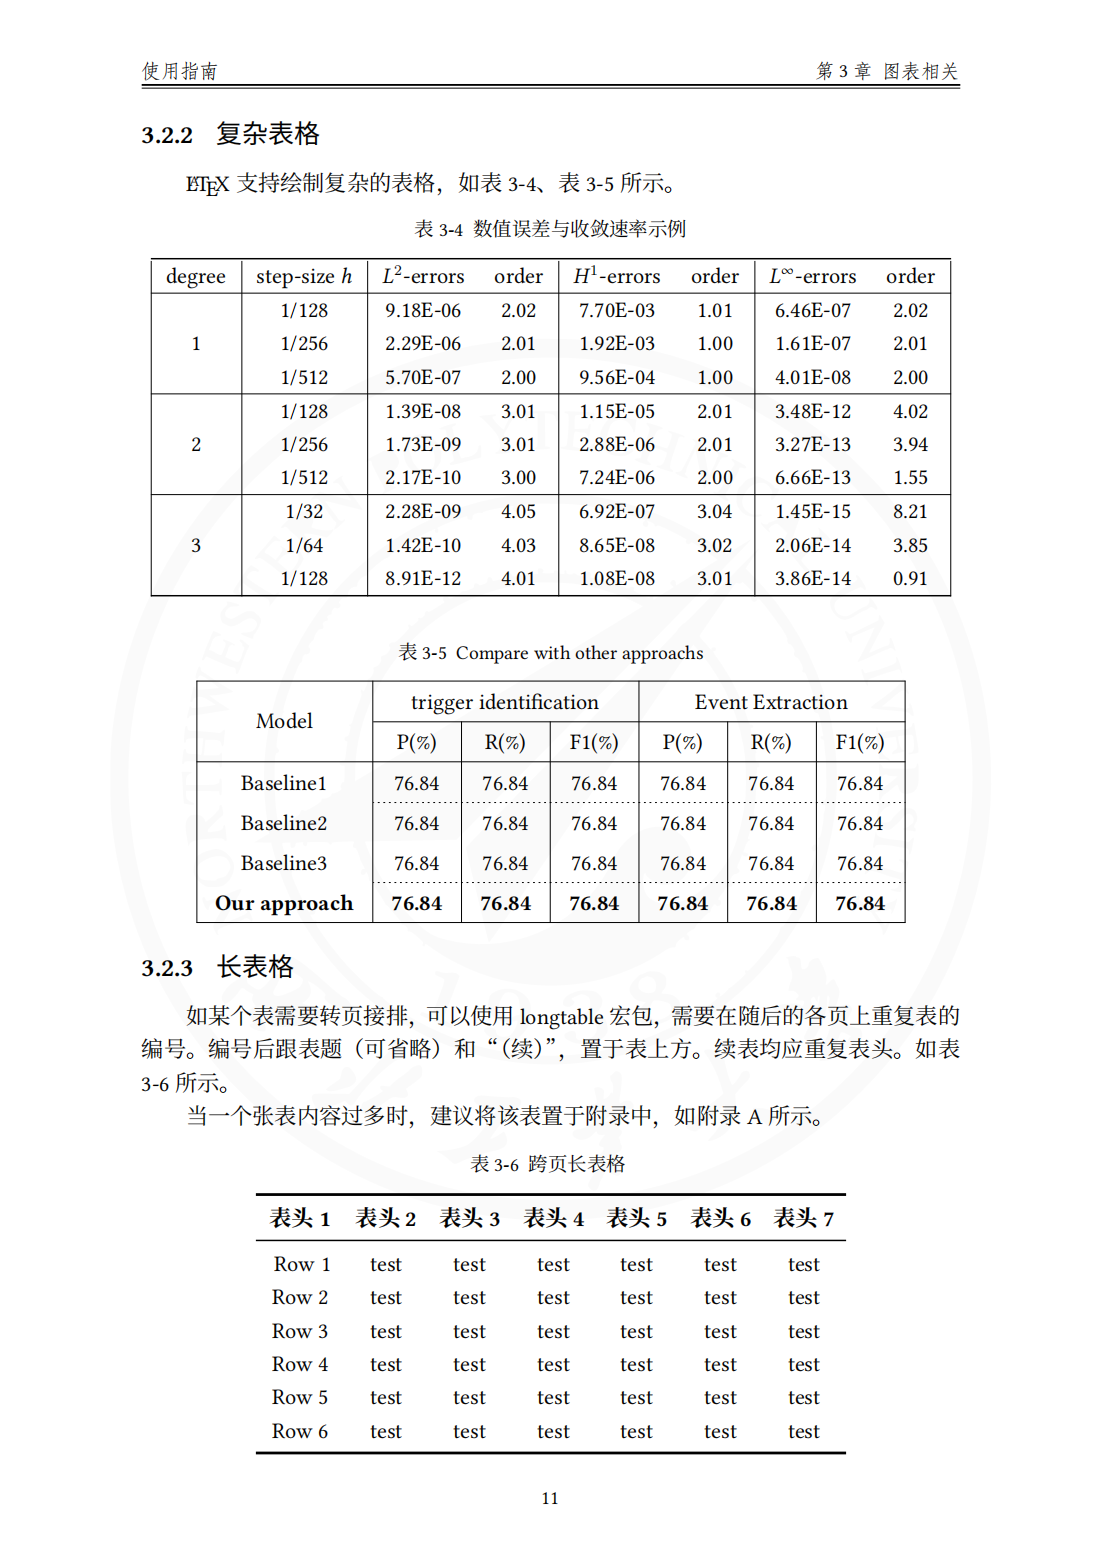 使用指南 第 3 章 图表相关
3.2.2 复杂表格
LATEX 支持绘制复杂的表格，如表 3-4、表 3-5 所示。
表 3-4 数值误差与收敛速率示例
degree step-size h L²-errors order H¹-errors order L∞-errors order
1/128 9.18E-06 2.02 7.70E-03 1.01 6.46E-07 2.02
1 1/256 2.29E-06 2.01 1.92E-03 1.00 1.61E-07 2.01
1/512 5.70E-07 2.00 9.56E-04 1.00 4.01E-08 2.00
1/128 1.39E-08 3.01 1.15E-05 2.01 3.48E-12 4.02
2 1/256 1.73E-09 3.01 2.88E-06 2.01 3.27E-13 3.94
1/512 2.17E-10 3.00 7.24E-06 2.00 6.66E-13 1.55
1/32 2.28E-09 4.05 6.92E-07 3.04 1.45E-15 8.21
3 1/64 1.42E-10 4.03 8.65E-08 3.02 2.06E-14 3.85
1/128 8.91E-12 4.01 1.08E-08 3.01 3.86E-14 0.91
表 3-5 Compare with other approachs
Model trigger identification Event Extraction
P(%) R(%) F1(%) P(%) R(%) F1(%)
Baseline1 76.84 76.84 76.84 76.84 76.84 76.84
Baseline2 76.84 76.84 76.84 76.84 76.84 76.84
Baseline3 76.84 76.84 76.84 76.84 76.84 76.84
Our approach 76.84 76.84 76.84 76.84 76.84 76.84
3.2.3 长表格
如某个表需要转页接排，可以使用 longtable 宏包，需要在随后的各页上重复表的
编号。编号后跟表题（可省略）和“（续）”，置于表上方。续表均应重复表头。如表
3-6 所示。
当一个张表内容过多时，建议将该表置于附录中，如附录 A 所示。
表 3-6 跨页长表格
表头 1 表头 2 表头 3 表头 4 表头 5 表头 6 表头 7
Row 1 test test test test test test
Row 2 test test test test test test
Row 3 test test test test test test
Row 4 test test test test test test
Row 5 test test test test test test
Row 6 test test test test test test
11